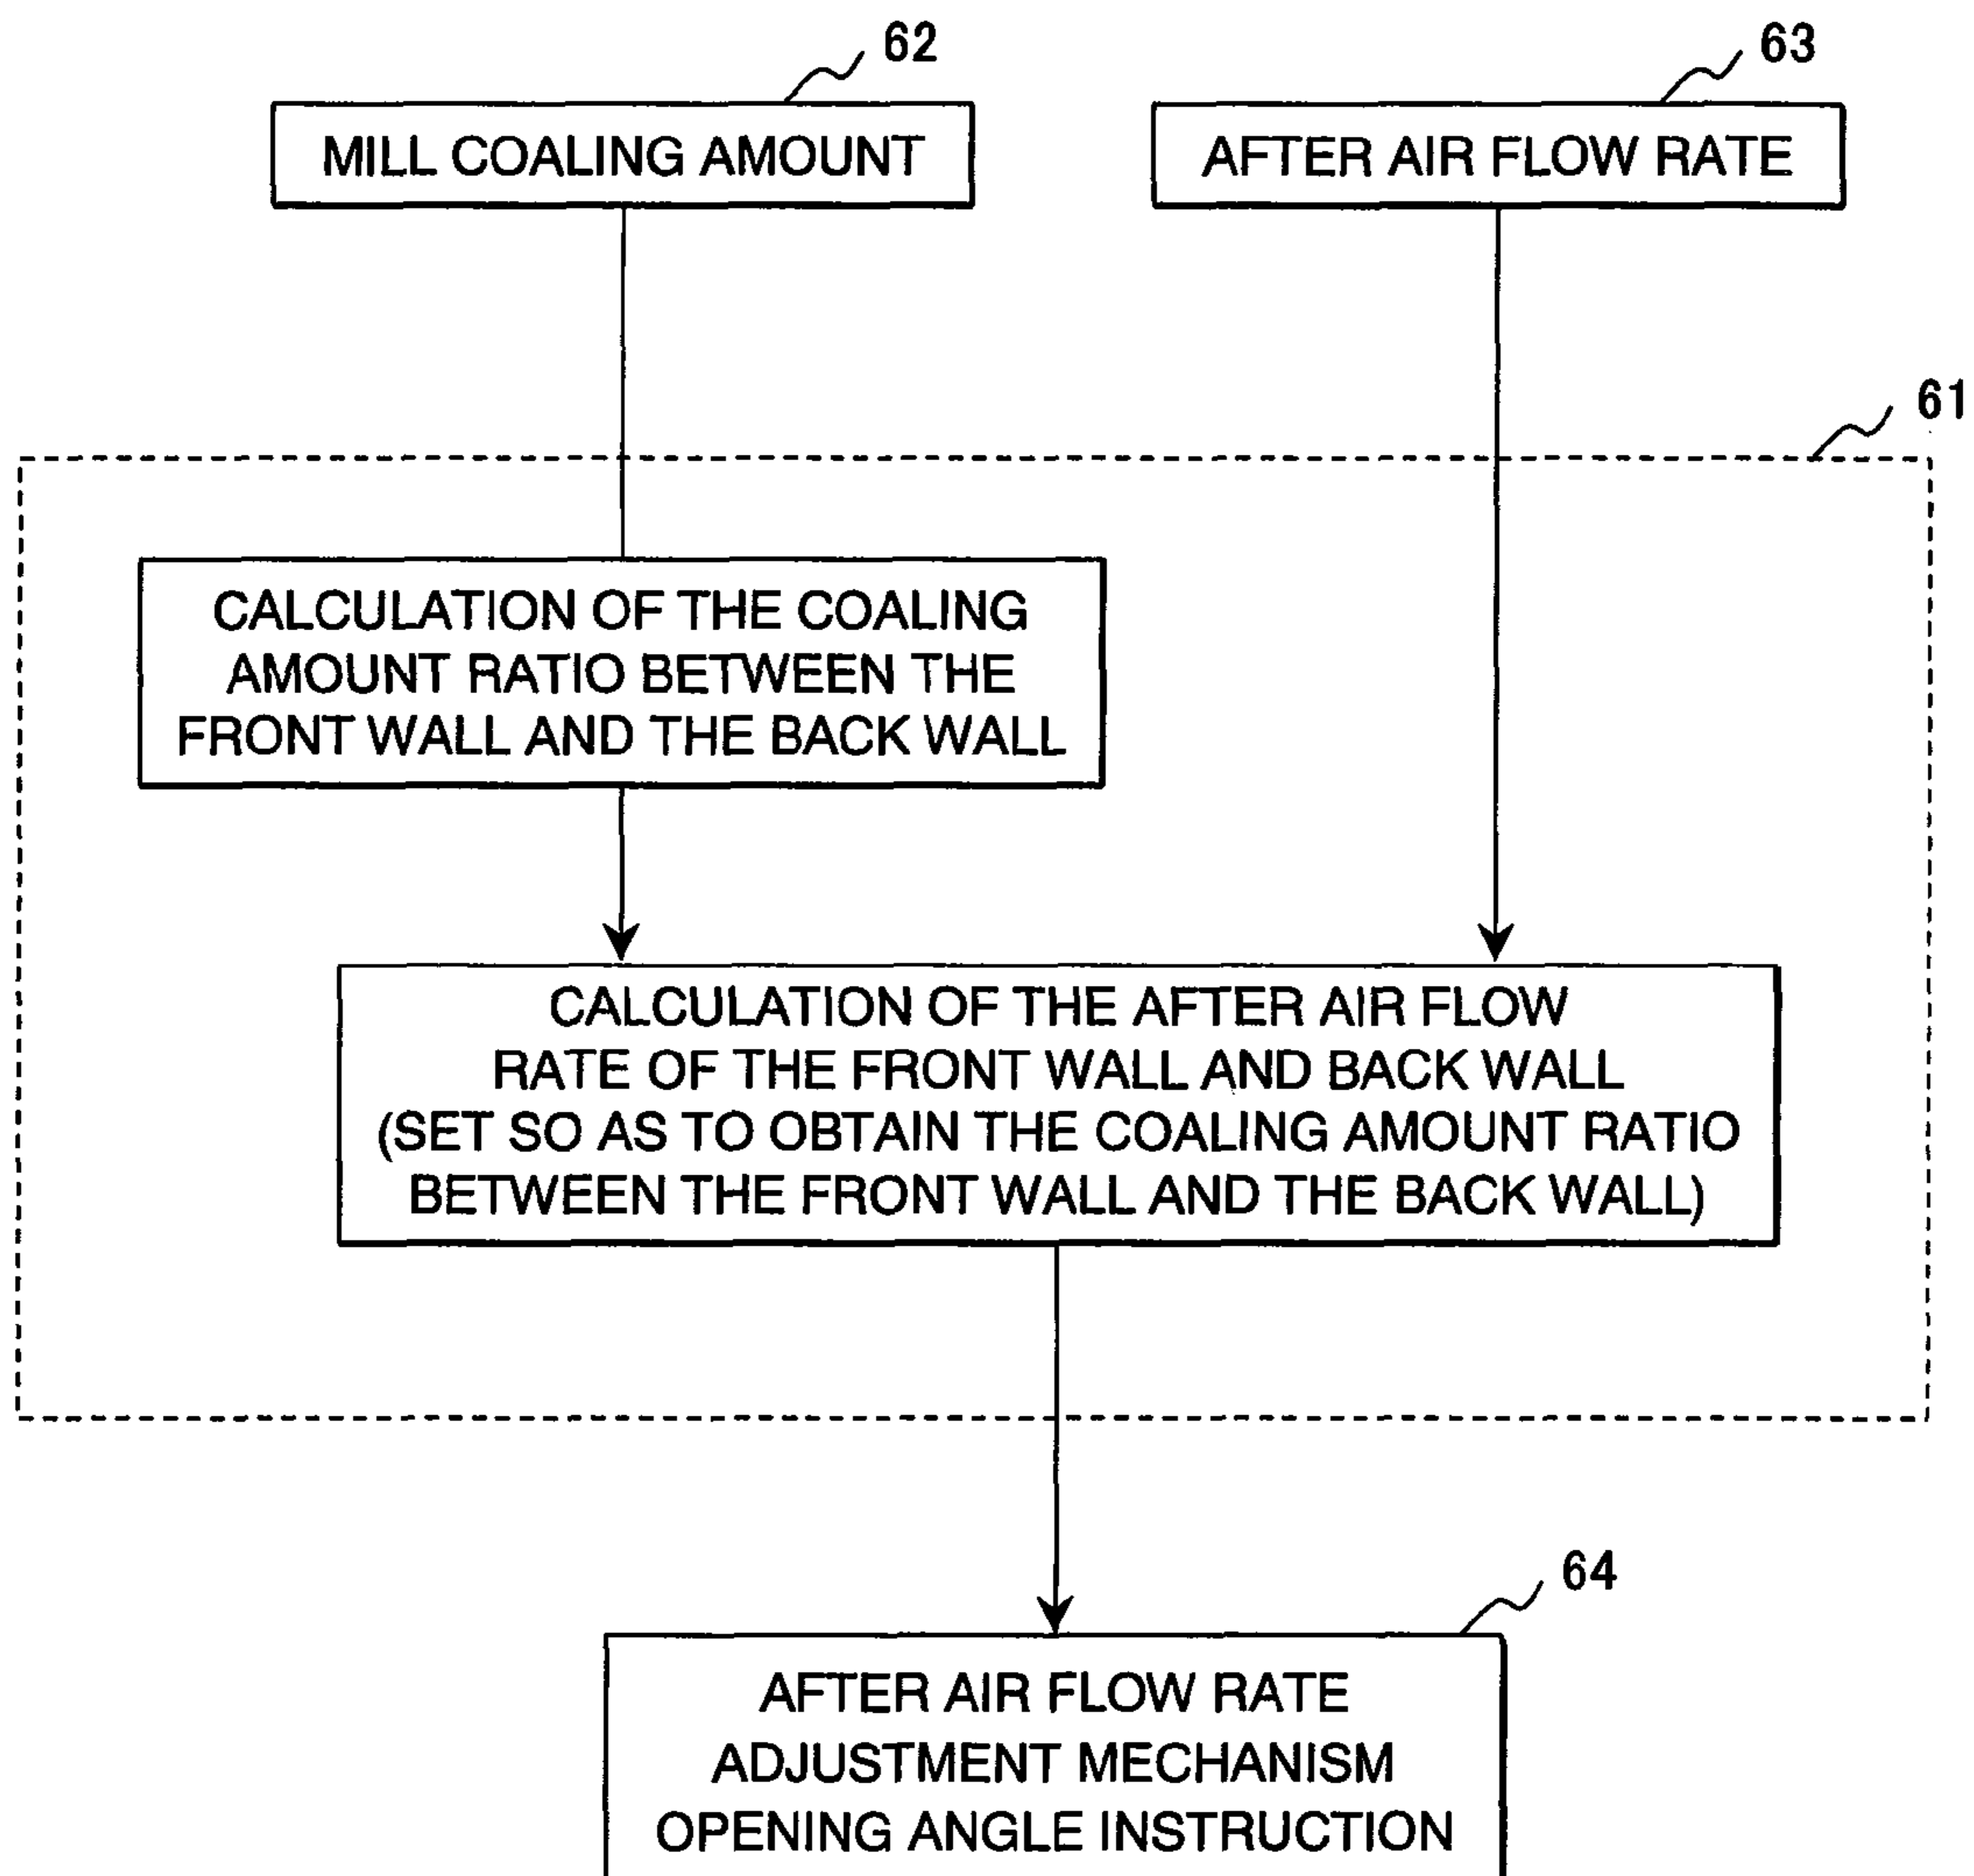 62
MILL COALING AMOUNT
63
AFTER AIR FLOW RATE
61
CALCULATION OF THE COALING
AMOUNT RATIO BETWEEN THE
FRONT WALL AND THE BACK WALL
CALCULATION OF THE AFTER AIR FLOW
RATE OF THE FRONT WALL AND BACK WALL
(SET SO AS TO OBTAIN THE COALING AMOUNT RATIO
BETWEEN THE FRONT WALL AND THE BACK WALL)
64
AFTER AIR FLOW RATE
ADJUSTMENT MECHANISM
OPENING ANGLE INSTRUCTION